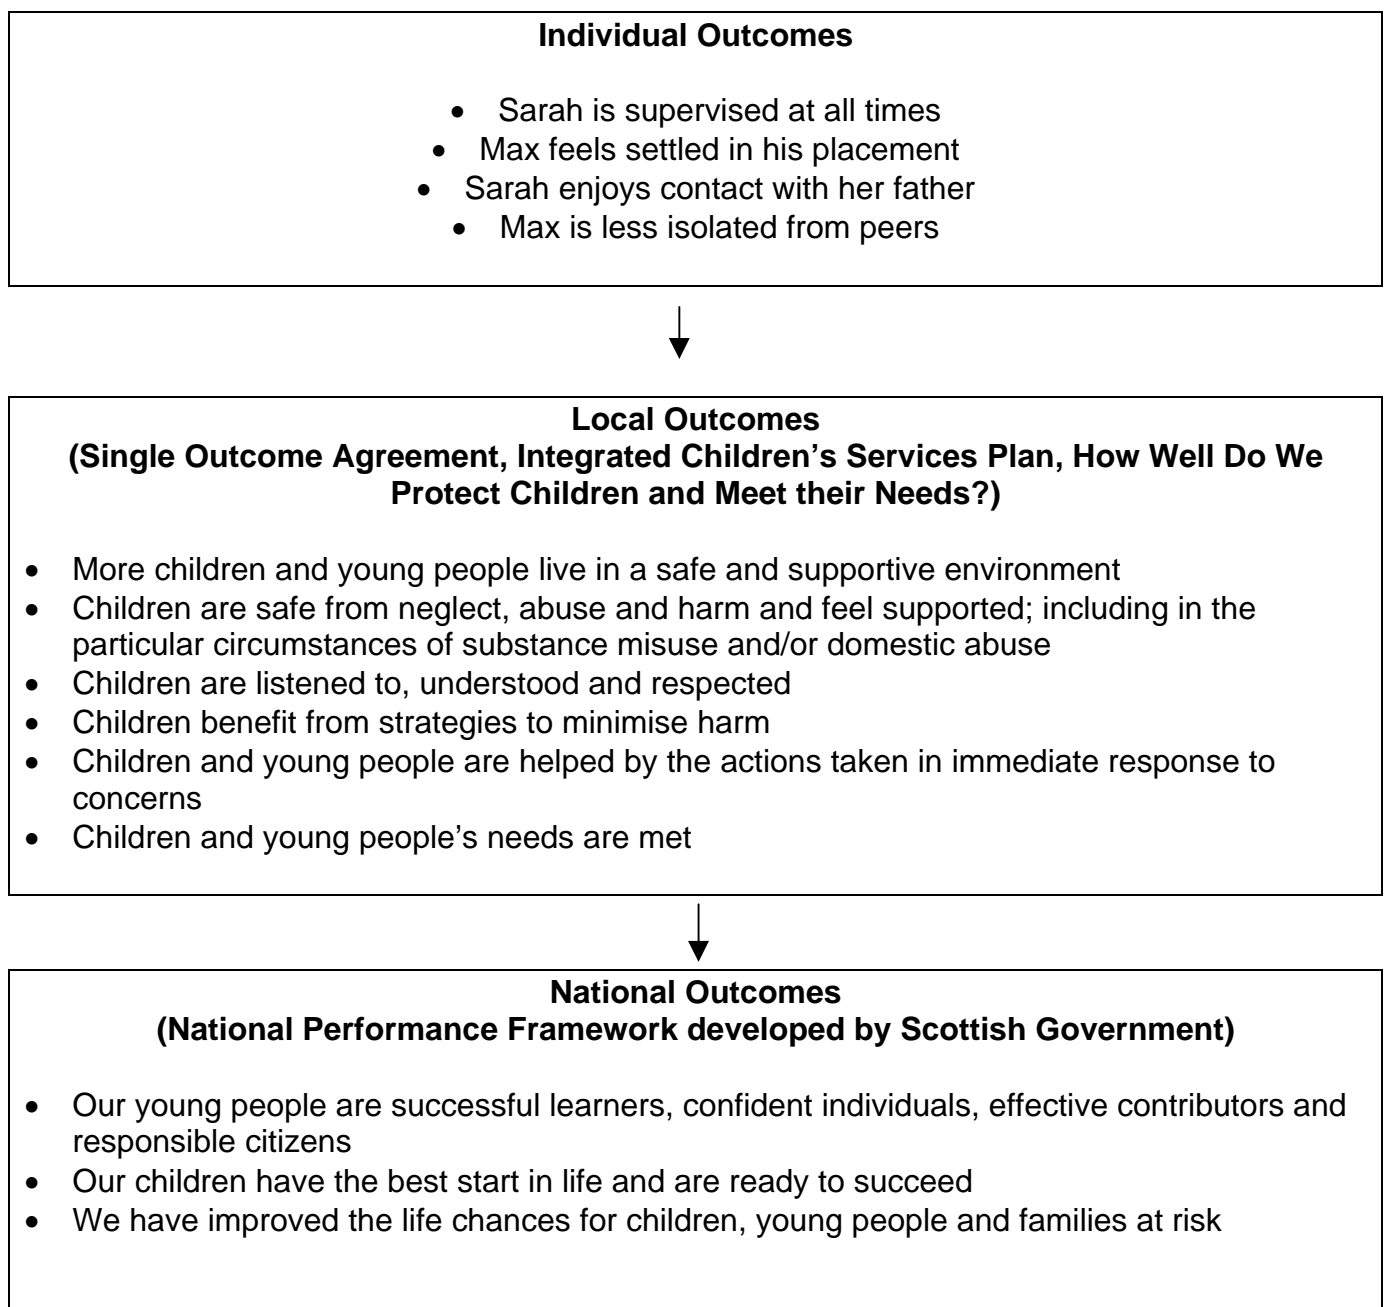 Individual Outcomes
• Sarah is supervised at all times
• Max feels settled in his placement
• Sarah enjoys contact with her father
• Max is less isolated from peers
Local Outcomes
(Single Outcome Agreement, Integrated Children’s Services Plan, How Well Do We
Protect Children and Meet their Needs?)
• More children and young people live in a safe and supportive environment
• Children are safe from neglect, abuse and harm and feel supported; including in the
particular circumstances of substance misuse and/or domestic abuse
• Children are listened to, understood and respected
• Children benefit from strategies to minimise harm
• Children and young people are helped by the actions taken in immediate response to
concerns
• Children and young people’s needs are met
National Outcomes
(National Performance Framework developed by Scottish Government)
• Our young people are successful learners, confident individuals, effective contributors and
responsible citizens
• Our children have the best start in life and are ready to succeed
• We have improved the life chances for children, young people and families at risk